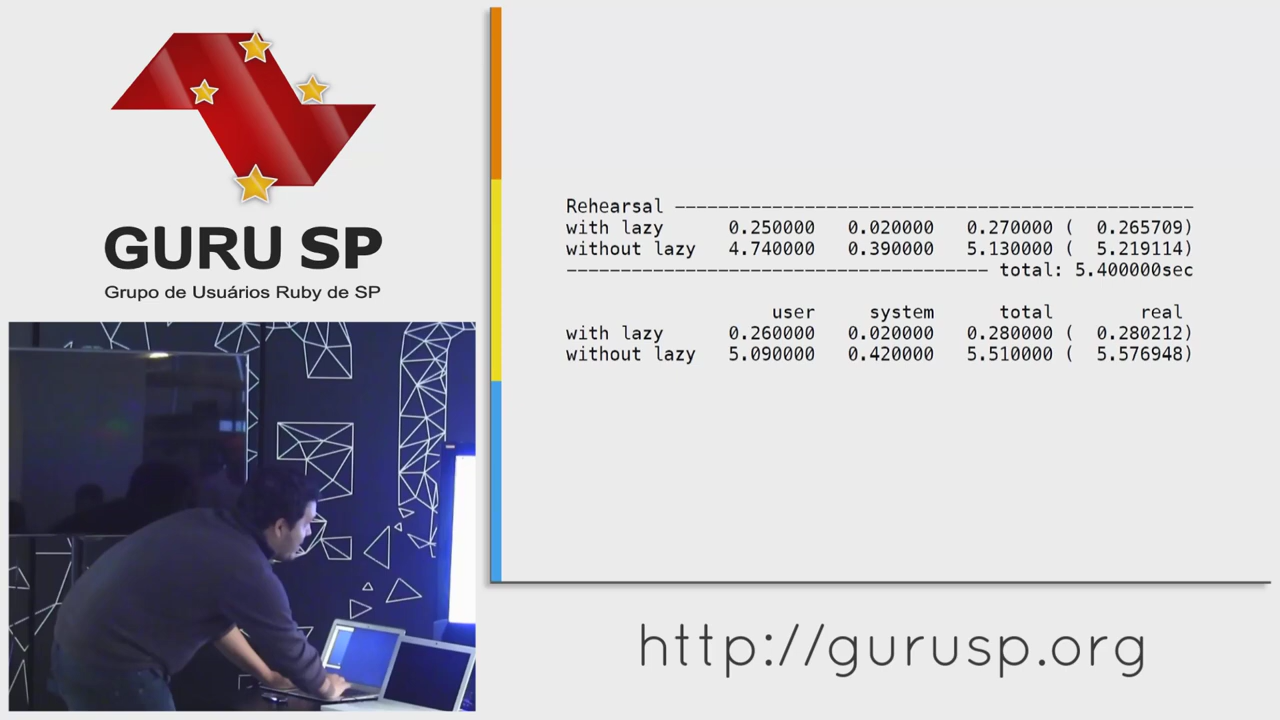 GURU SP
Grupo de Usuários Ruby de SP
Rehearsal ------------------------------------------------
with lazy 0.250000 0.020000 0.270000 ( 0.265709)
without lazy 4.740000 0.390000 5.130000 ( 5.219114)
--------------------------------------- total: 5.400000sec
user system total real
with lazy 0.260000 0.020000 0.280000 ( 0.280212)
without lazy 5.090000 0.420000 5.510000 ( 5.576948)
http://gurusp.org